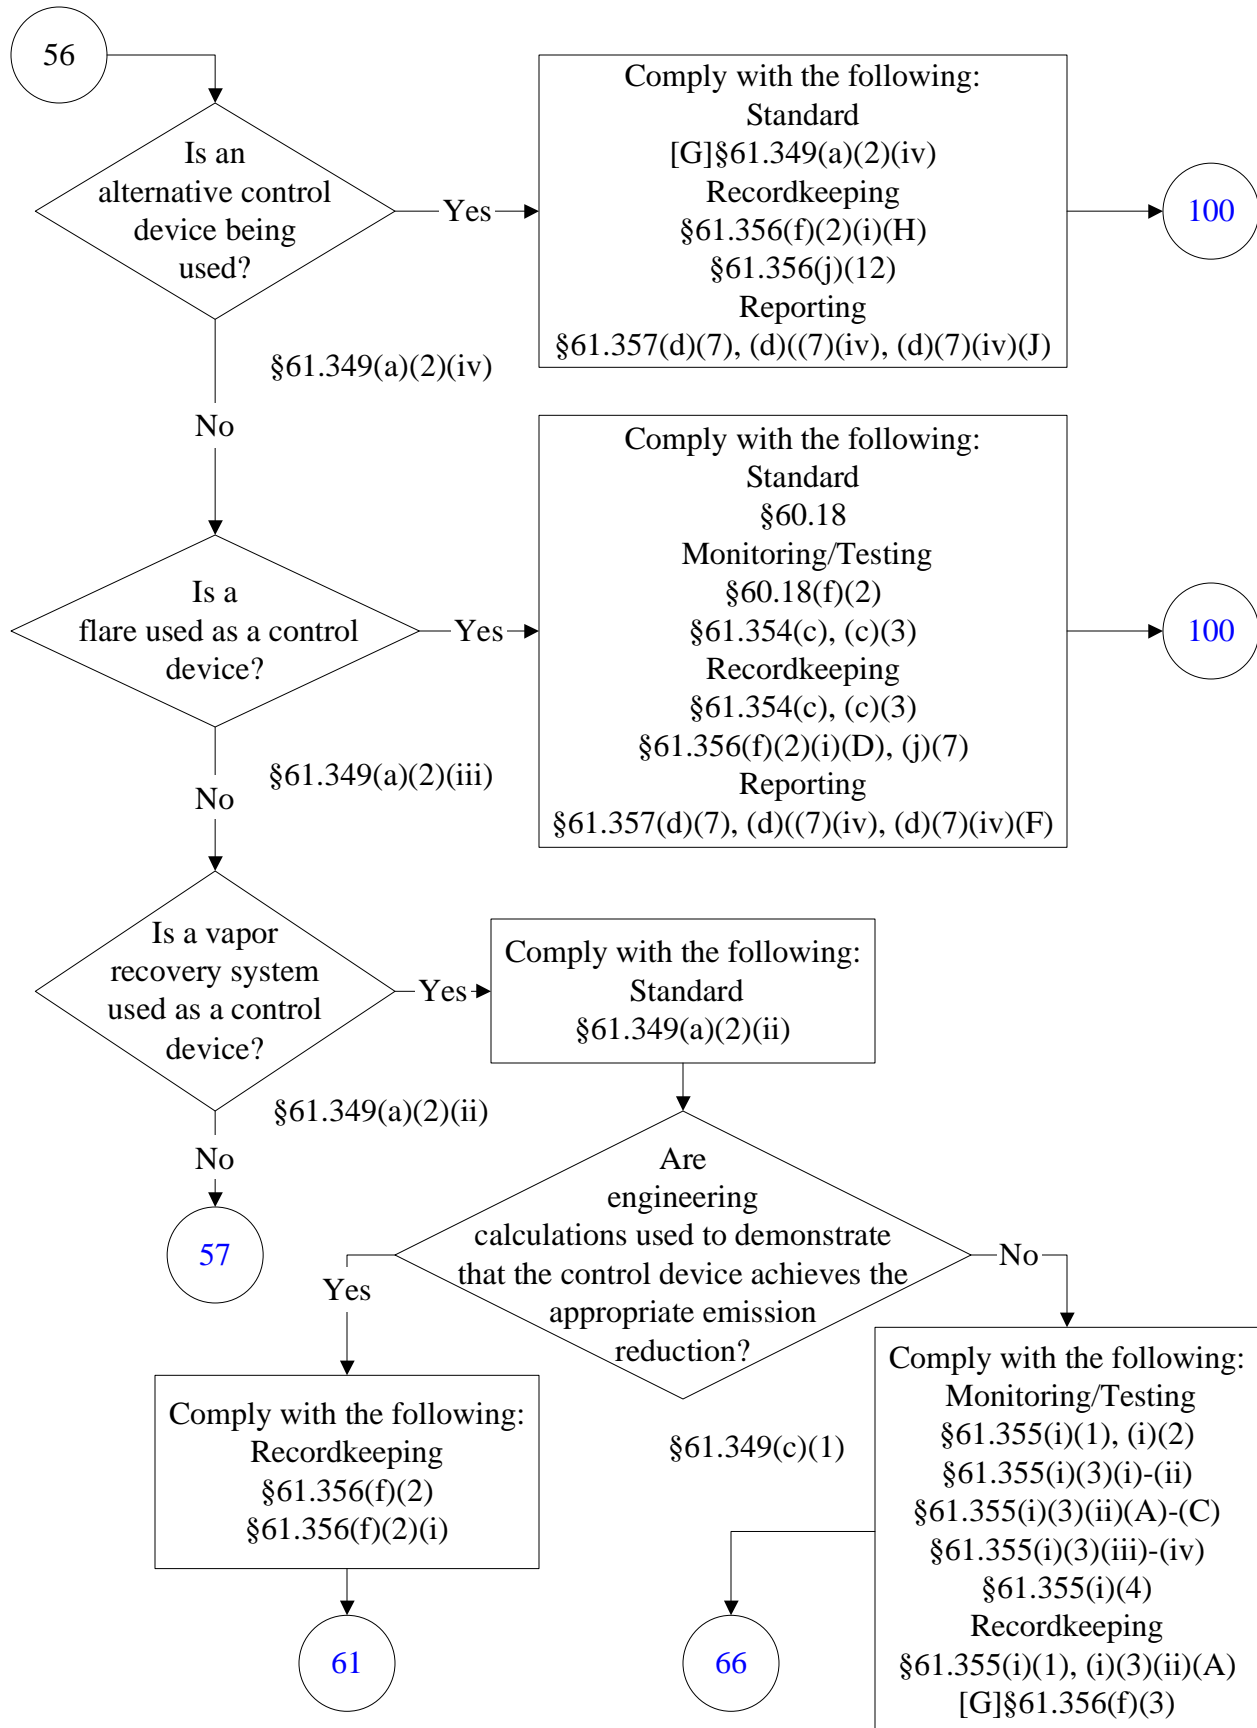 56
Is an
alternative control
device being
used?
Yes
Comply with the following:
Standard
[G]§61.349(a)(2)(iv)
Recordkeeping
§61.356(f)(2)(i)(H)
§61.356(j)(12)
Reporting
§61.357(d)(7), (d)((7)(iv), (d)(7)(iv)(J)
100
§61.349(a)(2)(iv)
No
Is a
flare used as a control
device?
Yes
Comply with the following:
Standard
§60.18
Monitoring/Testing
§60.18(f)(2)
§61.354(c), (c)(3)
Recordkeeping
§61.354(c), (c)(3)
§61.356(f)(2)(i)(D), (j)(7)
Reporting
§61.357(d)(7), (d)((7)(iv), (d)(7)(iv)(F)
100
§61.349(a)(2)(iii)
No
Is a vapor
recovery system
used as a control
device?
Yes
Comply with the following:
Standard
§61.349(a)(2)(ii)
§61.349(a)(2)(ii)
No
57
Are
engineering
calculations used to demonstrate
that the control device achieves the
appropriate emission
reduction?
Yes
No
§61.349(c)(1)
Comply with the following:
Recordkeeping
§61.356(f)(2)
§61.356(f)(2)(i)
61
Comply with the following:
Monitoring/Testing
§61.355(i)(1), (i)(2)
§61.355(i)(3)(i)-(ii)
§61.355(i)(3)(ii)(A)-(C)
§61.355(i)(3)(iii)-(iv)
§61.355(i)(4)
Recordkeeping
§61.355(i)(1), (i)(3)(ii)(A)
[G]§61.356(f)(3)
66